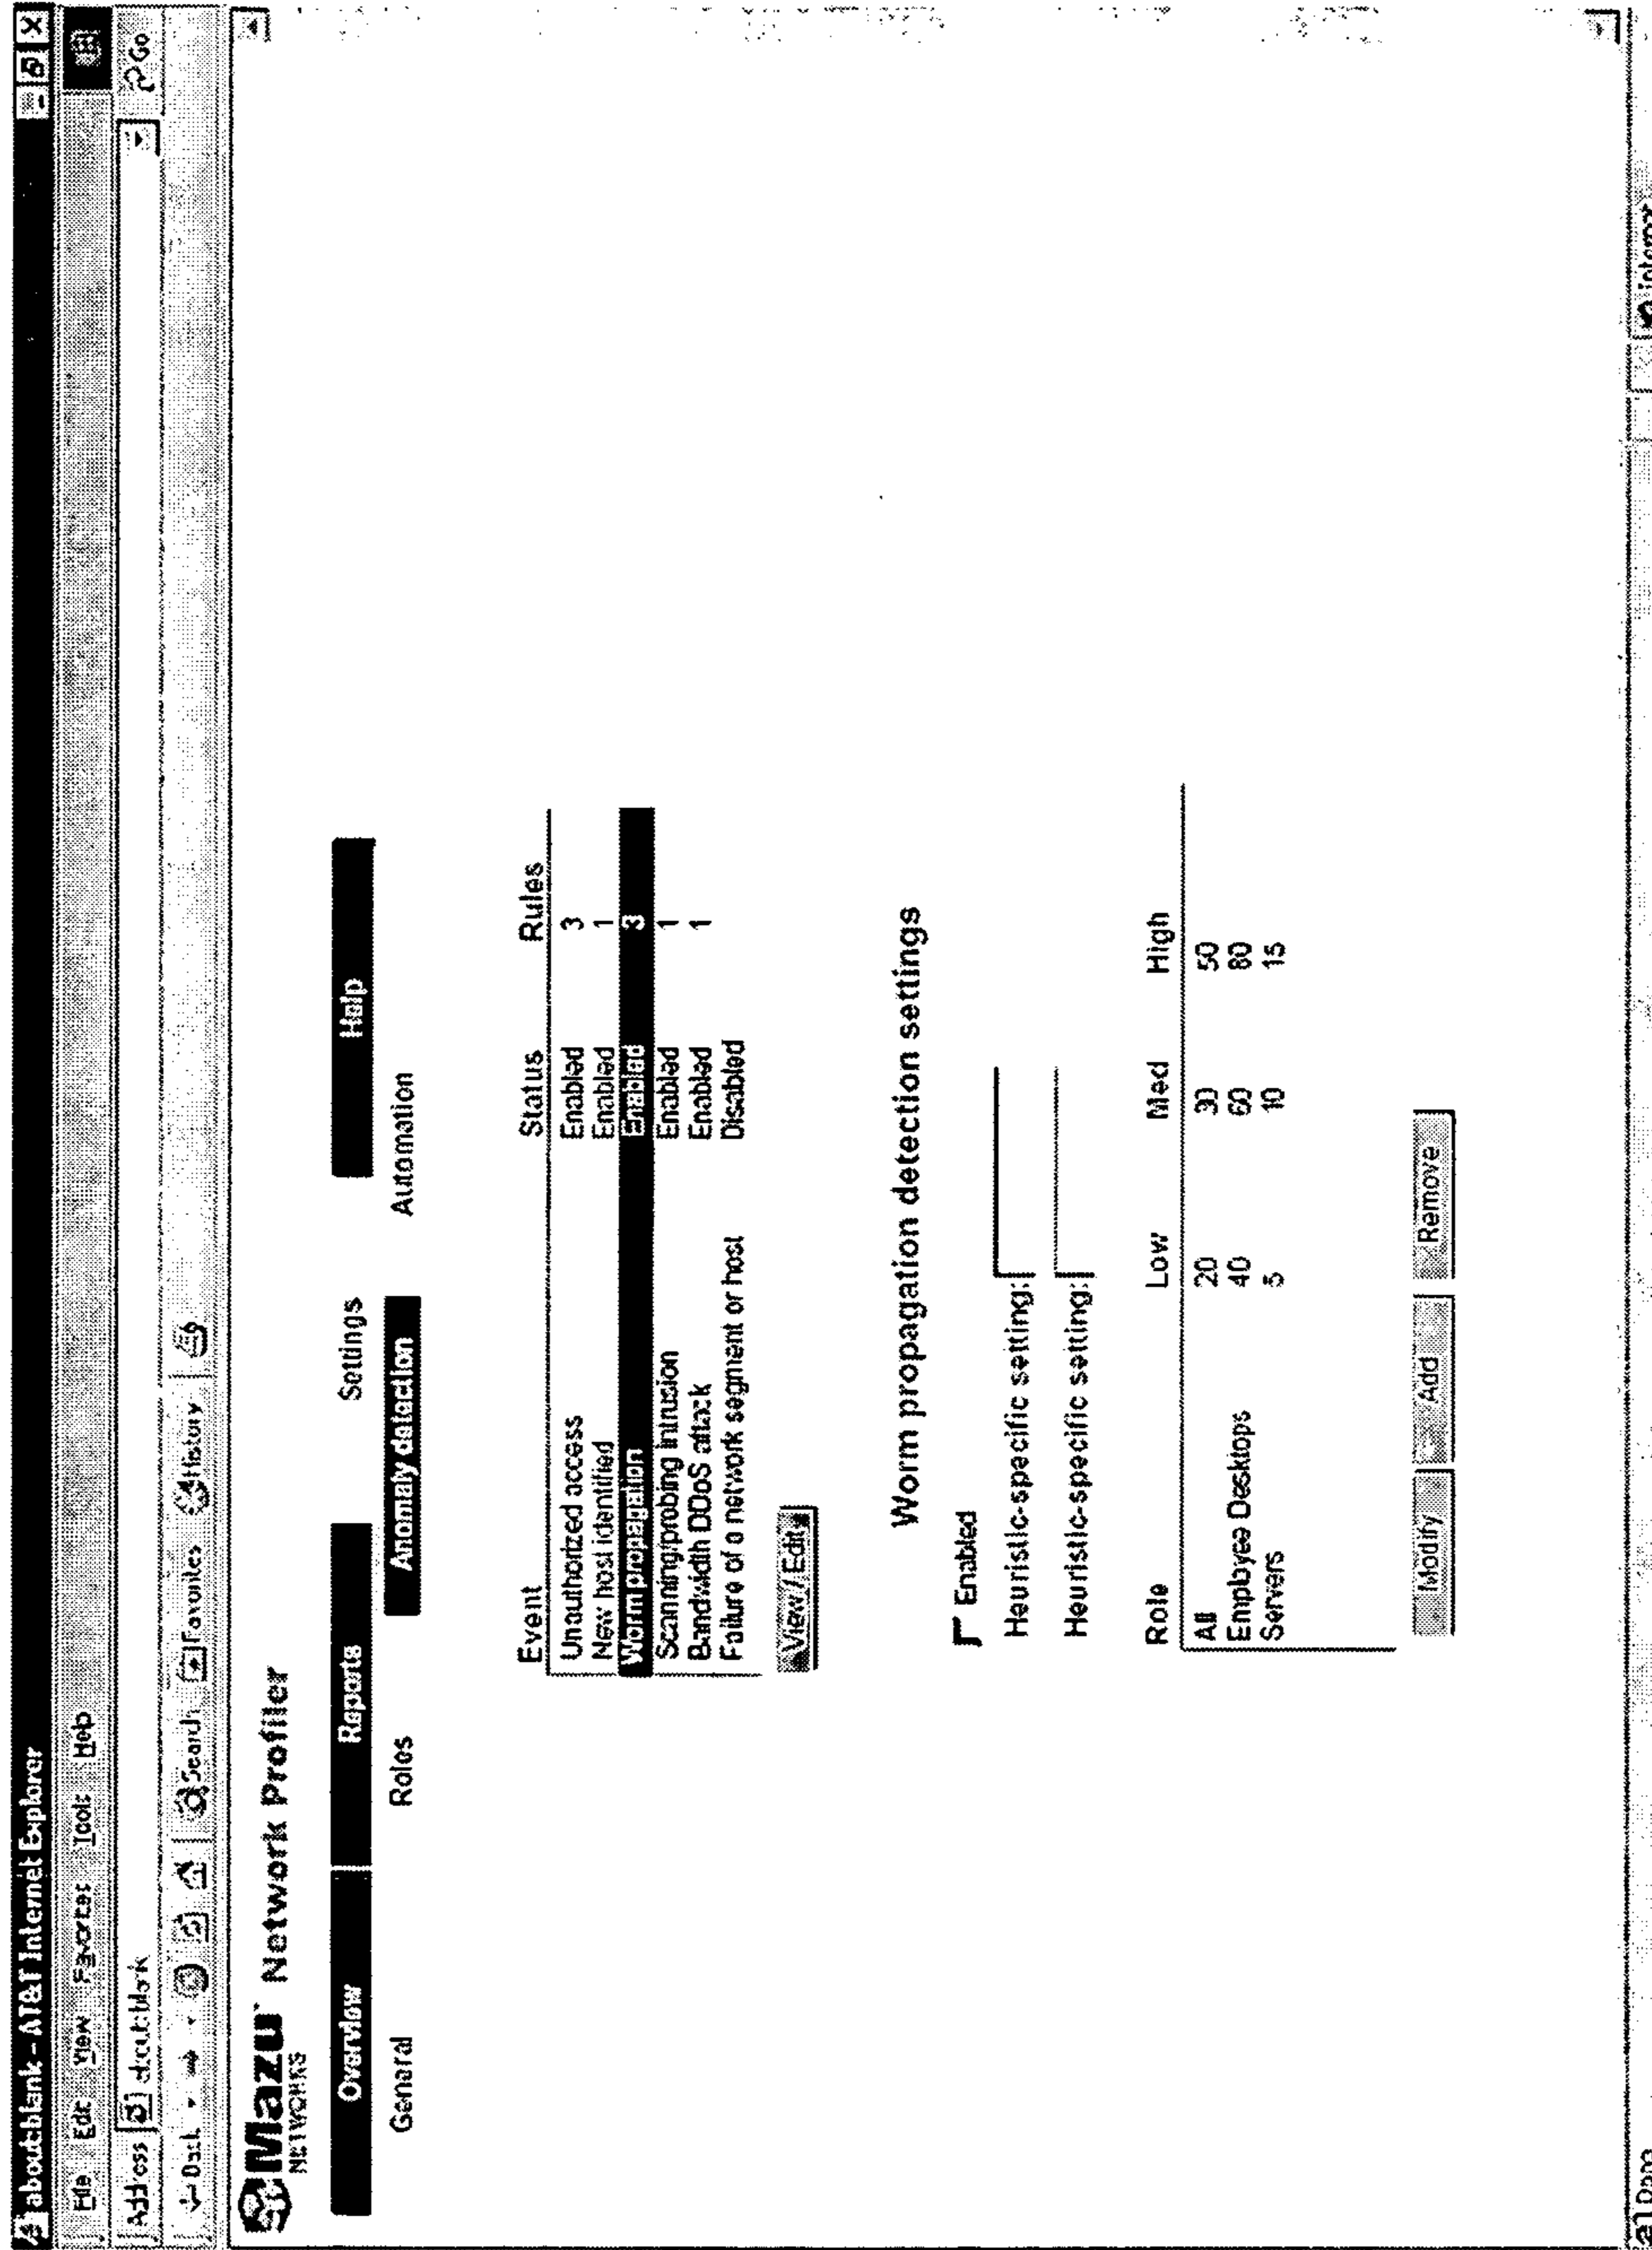 about:blank – AT&T Internet Explorer
File Edit View Favorites Tools Help
Address about:blank Go
Back Search Favorites History
Mazu Network Profiler
NETWORKS
Overview Reports Settings Help
General Roles Anomaly detection Automation
Event Status Rules
Unauthorized access Enabled 3
New host identified Enabled 1
Worm propagation Enabled 3
Scanning/probing intrusion Enabled 1
Bandwidth DDoS attack Enabled 1
Failure of a network segment or host Disabled
View / Edit
Worm propagation detection settings
Enabled
Heuristic-specific setting:
Heuristic-specific setting:
Role Low Med High
All 20 30 50
Employee Desktops 40 60 80
Servers 5 10 15
Modify Add Remove
Done Internet